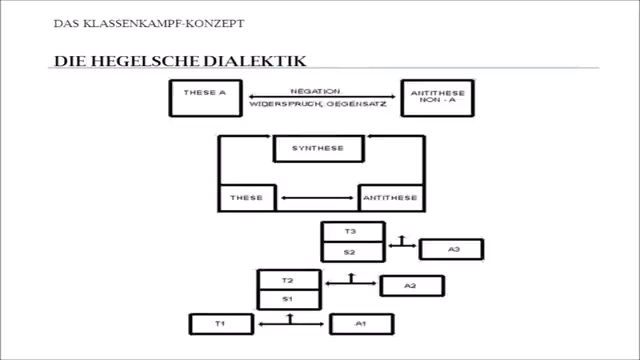 DAS KLASSENKAMPF-KONZEPT
DIE HEGELSCHE DIALEKTIK
THESE A
NEGATION.
WIDERSPRUCH, GEGENSATZ
ANTITHESE
NON - A
SYNTHESE
THESE
ANTITHESE
T3
S2
A3
T2
S1
A2
T1
A1